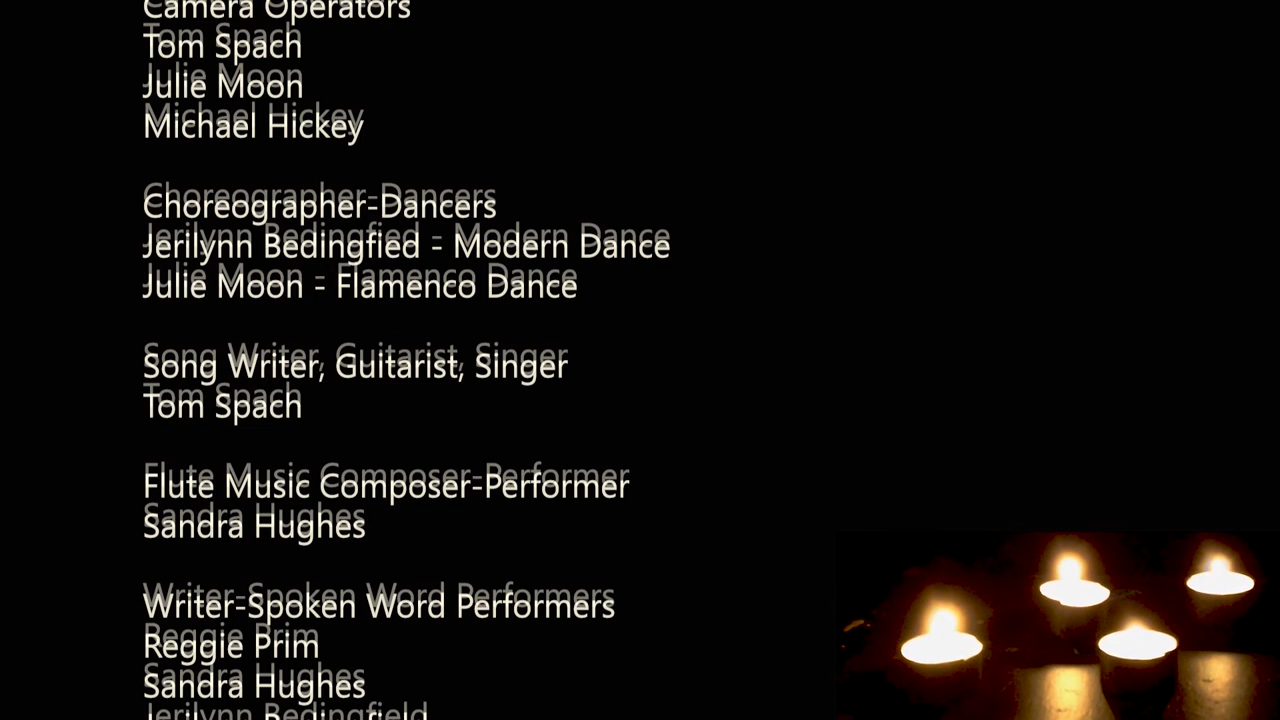 Camera Operators
Tom Spach
Julie Moon
Michael Hickey
Choreographer-Dancers
Jerilynn Bedingfied - Modern Dance
Julie Moon - Flamenco Dance
Song Writer, Guitarist, Singer
Tom Spach
Flute Music Composer-Performer
Sandra Hughes
Writer-Spoken Word Performers
Reggie Prim
Sandra Hughes
Jerilynn Bedingfield